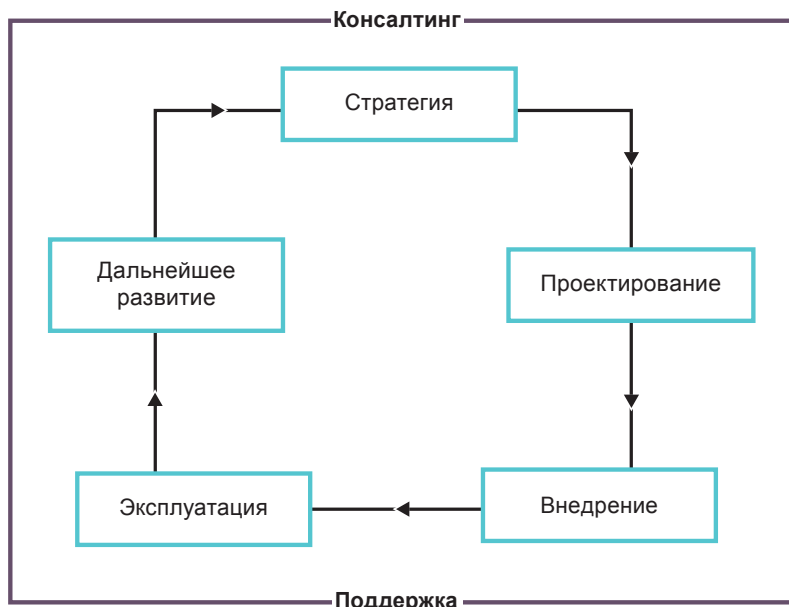 Консалтинг
Стратегия
Проектирование
Внедрение
Эксплуатация
Дальнейшее
развитие
Поддержка